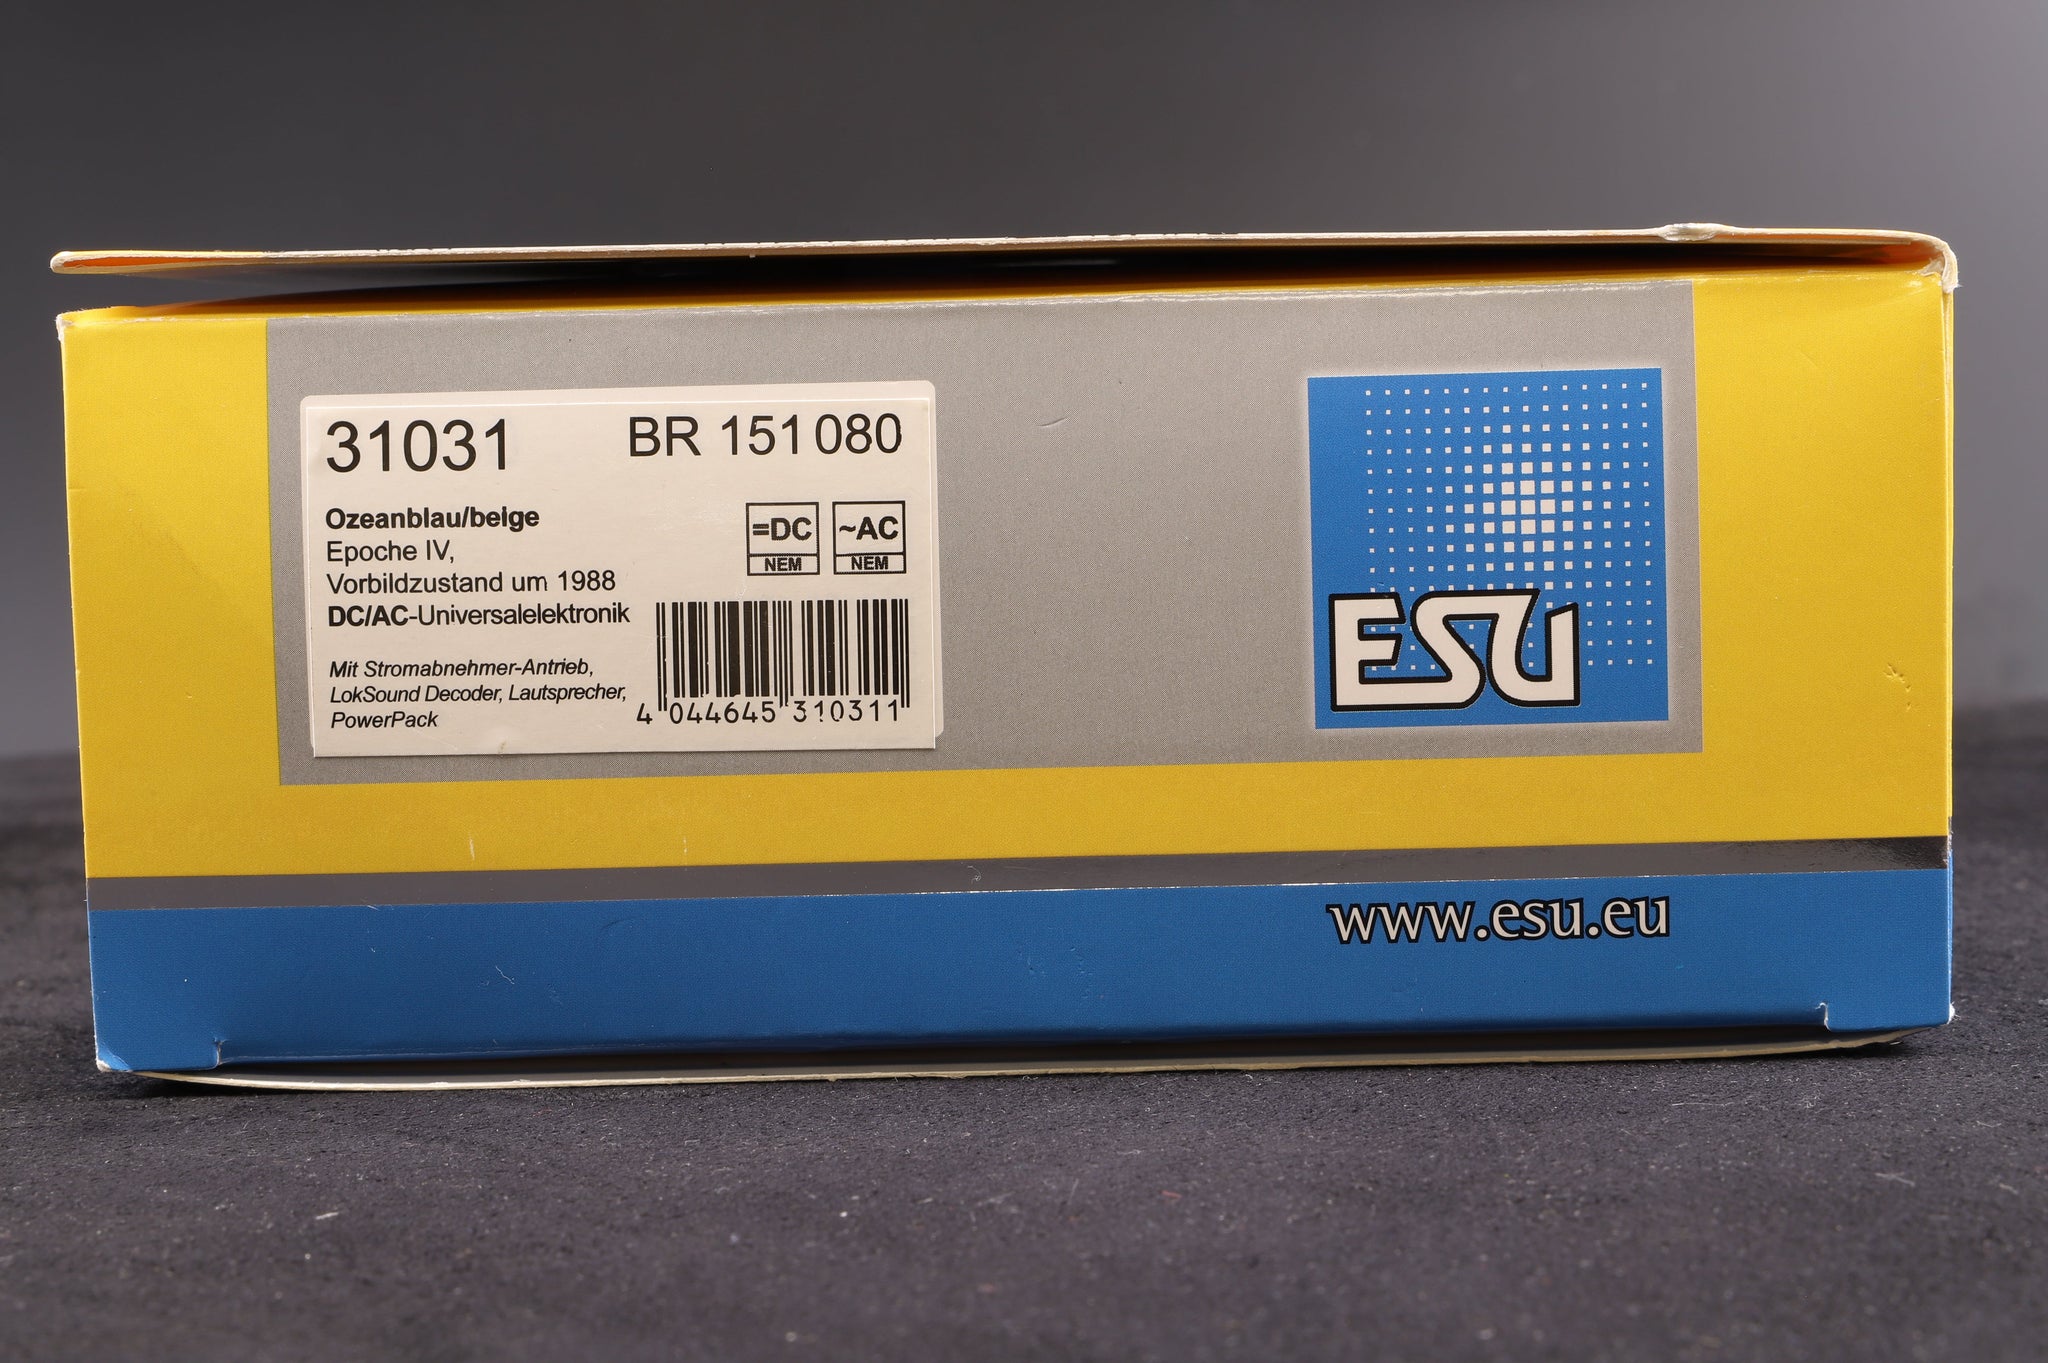 31031 BR 151 080
Ozeanblau/beige
Epoche IV,
Vorbildzustand um 1988
DC/AC-Universalelektronik
=DC NEM
~AC NEM
Mit Stromabnehmer-Antrieb,
LokSound Decoder, Lautsprecher,
PowerPack
4 044645 310311
ESU
www.esu.eu